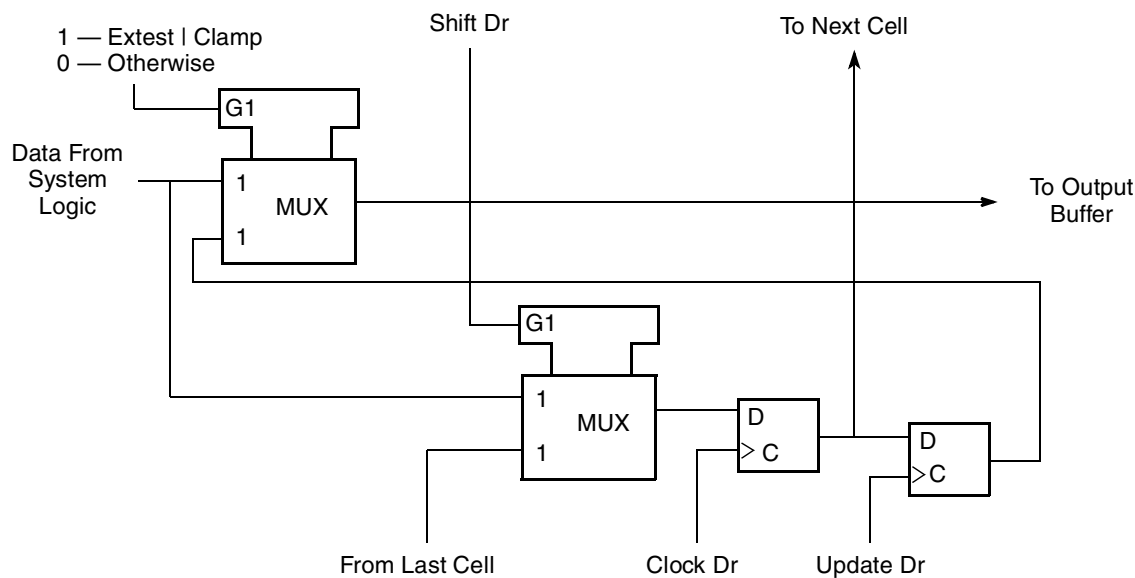 1 — Extest | Clamp
0 — Otherwise
Shift Dr
To Next Cell
G1
Data From
System
Logic
1
MUX
1
To Output
Buffer
G1
1
MUX
1
D
C
D
C
From Last Cell
Clock Dr
Update Dr